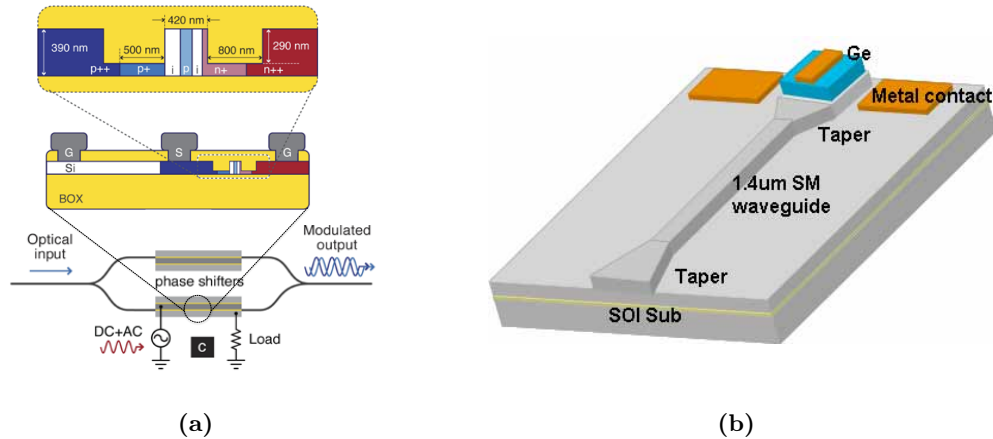 420 nm
390 nm
500 nm
800 nm
290 nm
p++
p+
i
p
i
n+
n++
G
S
G
Si
BOX
Optical
input
Modulated
output
phase shifters
DC+AC
C
Load
(a)
Ge
Metal contact
Taper
1.4um SM
waveguide
Taper
SOI Sub
(b)